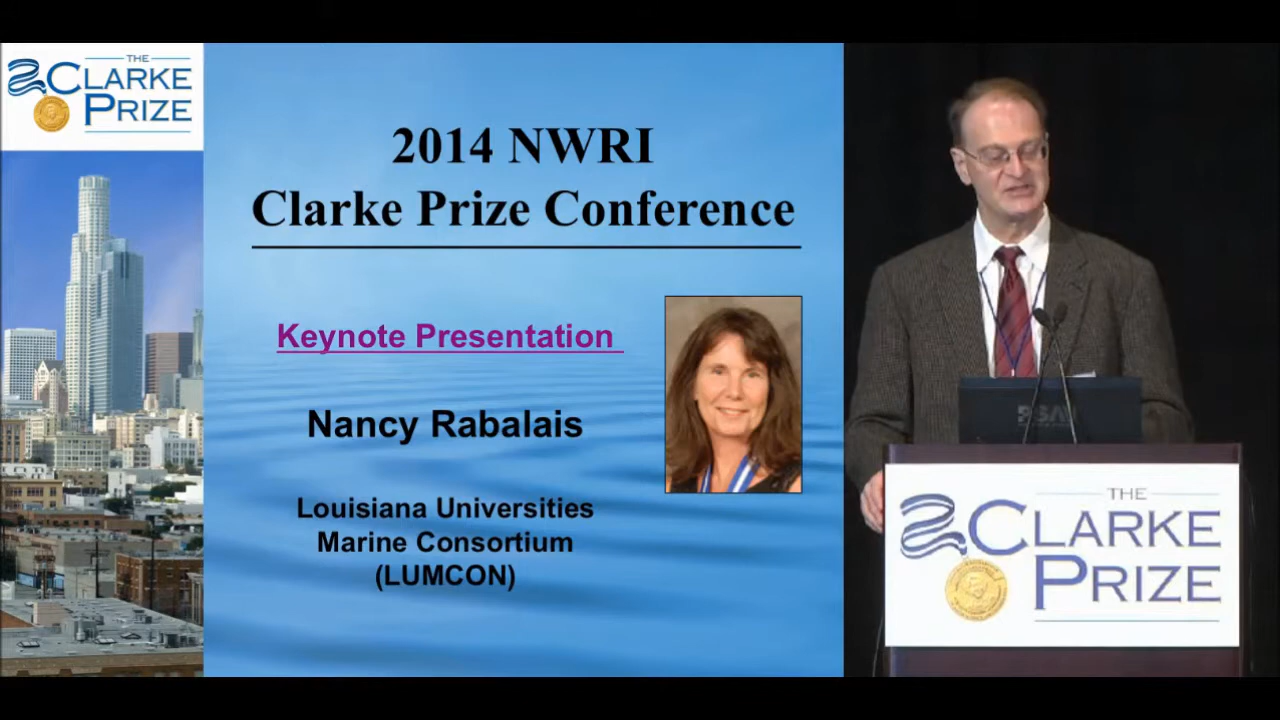 THE
CLARKE
PRIZE
2014 NWRI
Clarke Prize Conference
Keynote Presentation
Nancy Rabalais
Louisiana Universities
Marine Consortium
(LUMCON)
THE
CLARKE
PRIZE